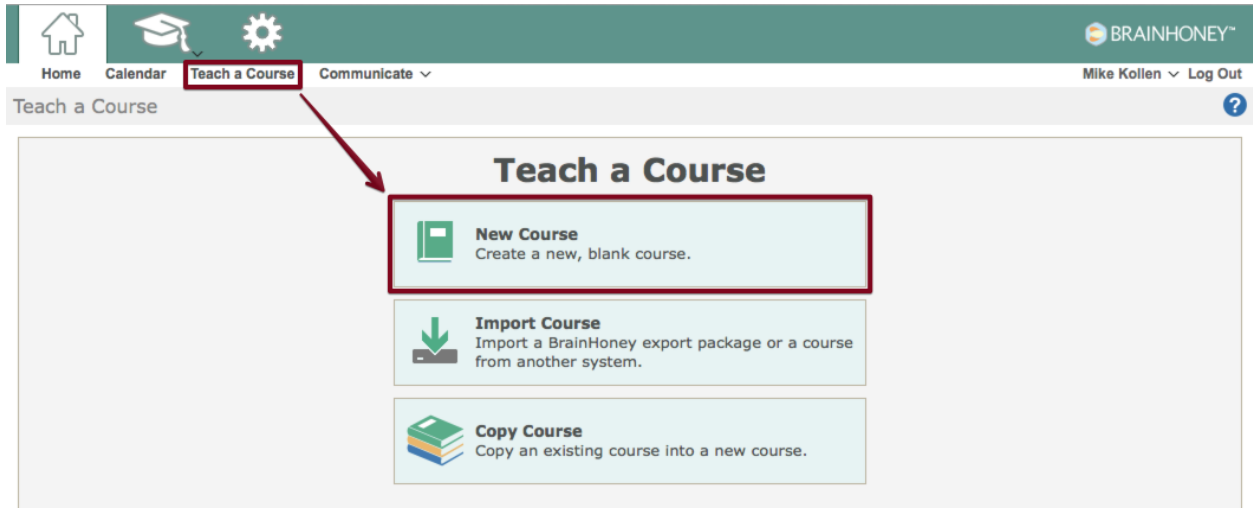 BRAINHONEY™
Home Calendar Teach a Course Communicate Mike Kollen Log Out
Teach a Course ?
Teach a Course
New Course
Create a new, blank course.
Import Course
Import a BrainHoney export package or a course
from another system.
Copy Course
Copy an existing course into a new course.